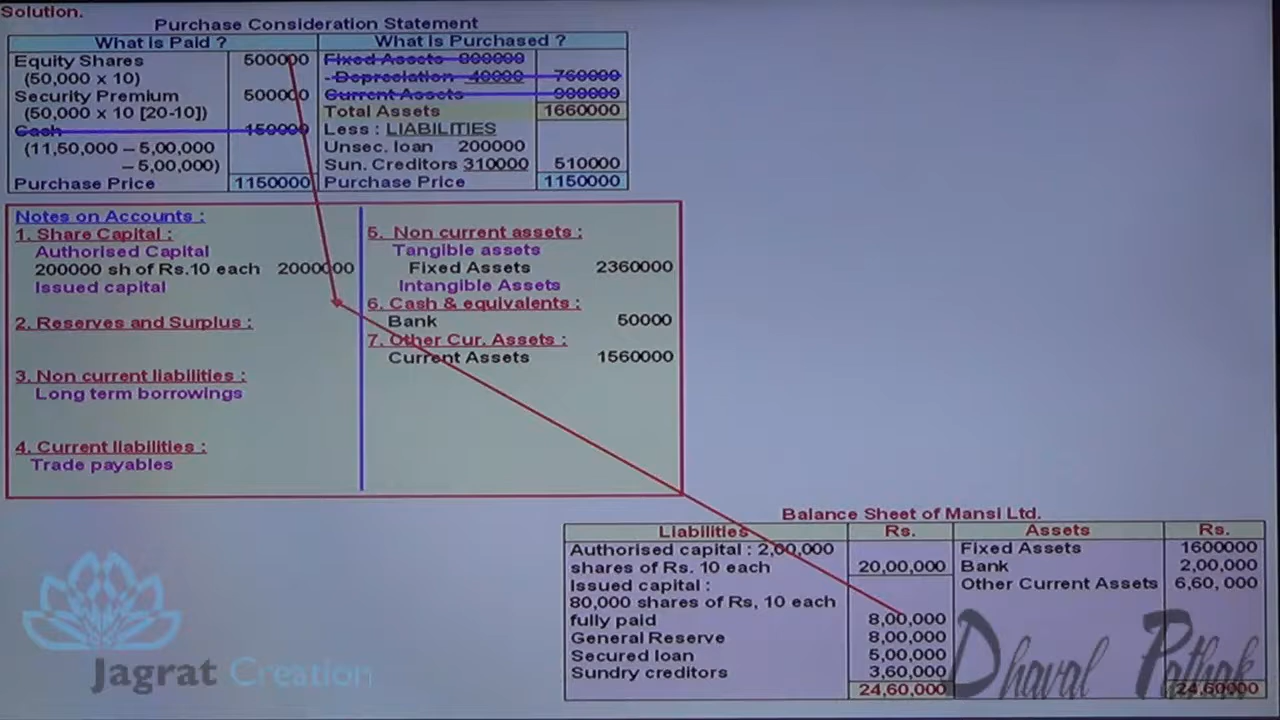 Solution.
Purchase Consideration Statement
What is Paid ? What is Purchased ?
Equity Shares 500000 Fixed Assets 800000
(50,000 x 10) - Depreciation 40000 760000
Security Premium 500000 Current Assets 900000
(50,000 x 10 [20-10]) Total Assets 1660000
Cash 150000 Less : LIABILITIES
(11,50,000 – 5,00,000 Unsec. loan 200000
– 5,00,000) Sun. Creditors 310000 510000
Purchase Price 1150000 Purchase Price 1150000
Notes on Accounts :
1. Share Capital :
Authorised Capital
200000 sh of Rs.10 each 2000000
Issued capital
2. Reserves and Surplus :
3. Non current liabilities :
Long term borrowings
4. Current liabilities :
Trade payables
5. Non current assets :
Tangible assets
Fixed Assets 2360000
Intangible Assets
6. Cash & equivalents :
Bank 50000
7. Other Cur. Assets :
Current Assets 1560000
Balance Sheet of Mansi Ltd.
Liabilities Rs. Assets Rs.
Authorised capital : 2,00,000 Fixed Assets 1600000
shares of Rs. 10 each 20,00,000 Bank 2,00,000
Issued capital : Other Current Assets 6,60, 000
80,000 shares of Rs, 10 each
fully paid 8,00,000
General Reserve 8,00,000
Secured loan 5,00,000
Sundry creditors 3,60,000
24,60,000 24,60000
Jagrat Creation
Dhaval Pathak